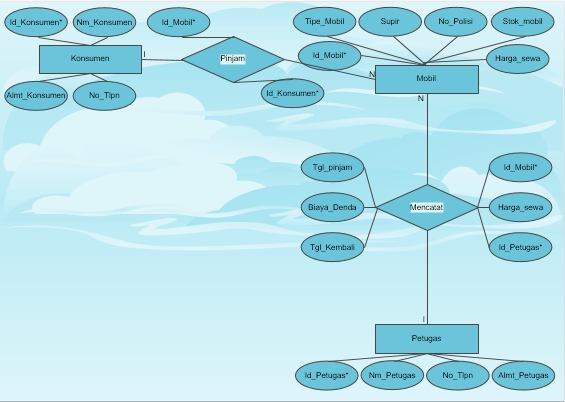 Id_Konsumen*
Nm_Konsumen
Id_Mobil*
Tipe_Mobil
Supir
No_Polisi
Stok_mobil
Konsumen
I
Pinjam
Id_Mobil*
Harga_sewa
N
Mobil
Almt_Konsumen
No_Tlpn
Id_Konsumen*
N
Tgl_pinjam
Id_Mobil*
Biaya_Denda
Mencatat
Harga_sewa
Tgl_Kembali
Id_Petugas*
I
Petugas
Id_Petugas*
Nm_Petugas
No_Tlpn
Almt_Petugas